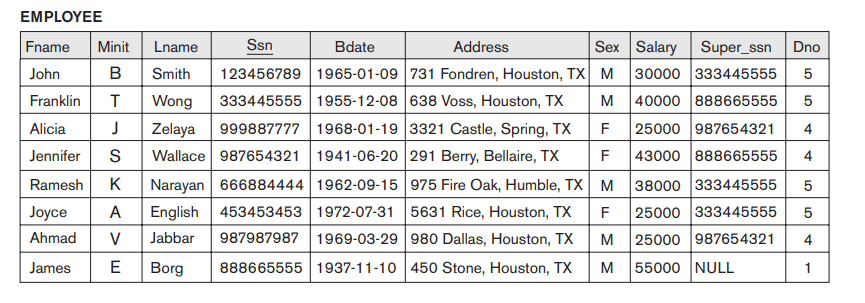 EMPLOYEE
Fname Minit Lname Ssn Bdate Address Sex Salary Super_ssn Dno
John B Smith 123456789 1965-01-09 731 Fondren, Houston, TX M 30000 333445555 5
Franklin T Wong 333445555 1955-12-08 638 Voss, Houston, TX M 40000 888665555 5
Alicia J Zelaya 999887777 1968-01-19 3321 Castle, Spring, TX F 25000 987654321 4
Jennifer S Wallace 987654321 1941-06-20 291 Berry, Bellaire, TX F 43000 888665555 4
Ramesh K Narayan 666884444 1962-09-15 975 Fire Oak, Humble, TX M 38000 333445555 5
Joyce A English 453453453 1972-07-31 5631 Rice, Houston, TX F 25000 333445555 5
Ahmad V Jabbar 987987987 1969-03-29 980 Dallas, Houston, TX M 25000 987654321 4
James E Borg 888665555 1937-11-10 450 Stone, Houston, TX M 55000 NULL 1